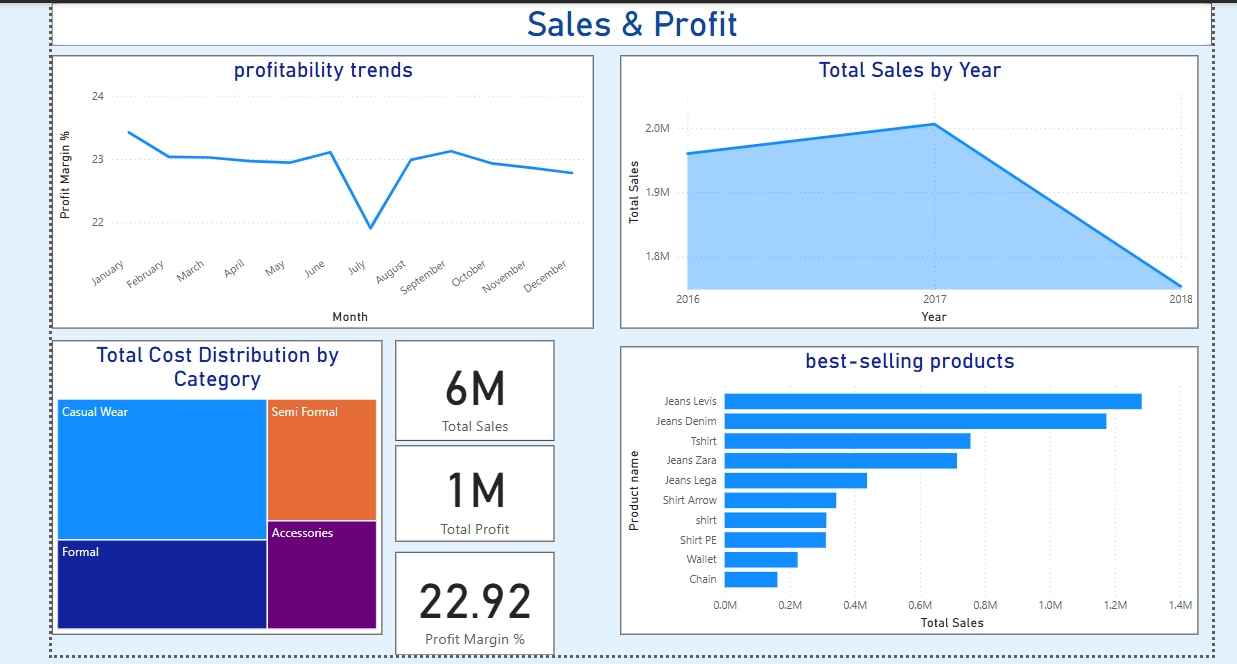 Sales & Profit
profitability trends
24
23
22
Profit Margin %
January
February
March
April
May
June
July
August
September
October
November
December
Month
Total Sales by Year
2.0M
1.9M
1.8M
Total Sales
2016
2017
2018
Year
Total Cost Distribution by
Category
Casual Wear
Semi Formal
Formal
Accessories
6M
Total Sales
1M
Total Profit
22.92
Profit Margin %
best-selling products
Product name
Jeans Levis
Jeans Denim
Tshirt
Jeans Zara
Jeans Lega
Shirt Arrow
shirt
Shirt PE
Wallet
Chain
0.0M
0.2M
0.4M
0.6M
0.8M
1.0M
1.2M
1.4M
Total Sales